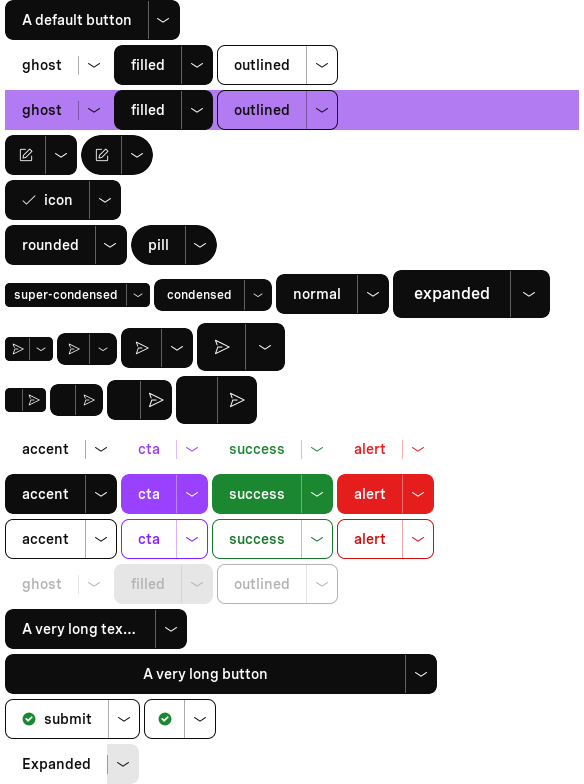 A default button
ghost filled outlined
ghost filled outlined
icon
rounded pill
super-condensed condensed normal expanded
accent cta success alert
accent cta success alert
accent cta success alert
ghost filled outlined
A very long tex...
A very long button
submit
Expanded